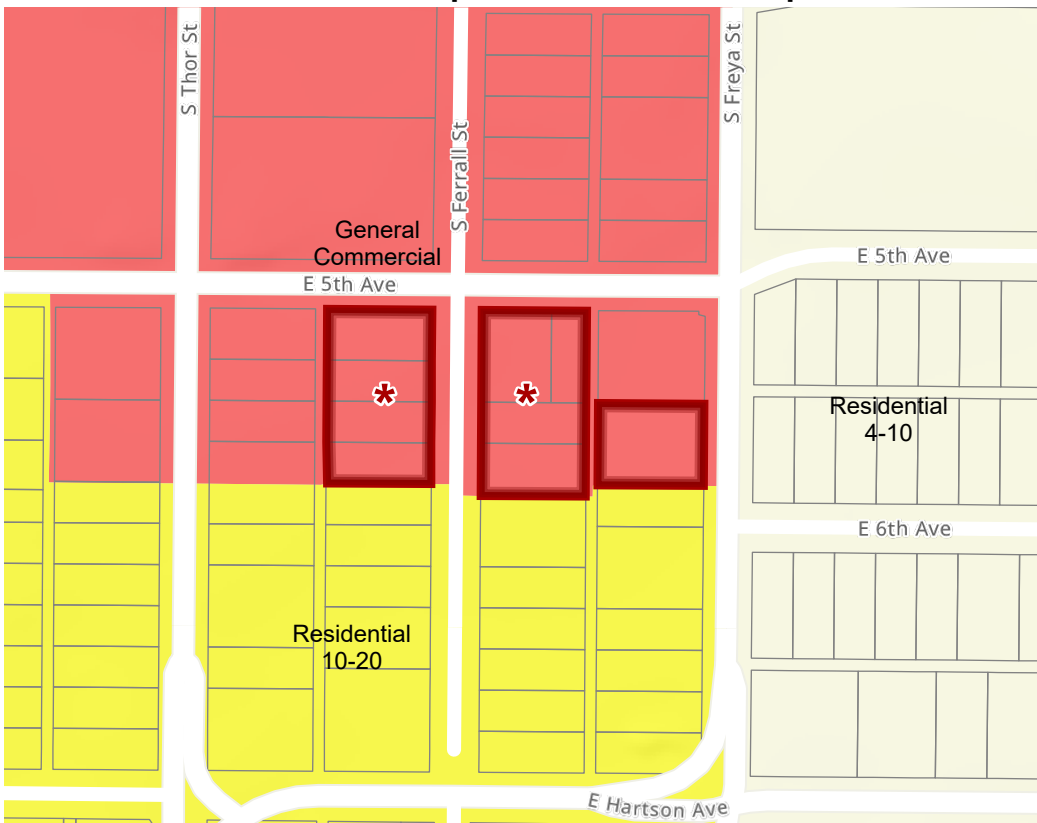 S Thor St
S Ferrall St
S Freya St
General
Commercial
E 5th Ave
E 5th Ave
*
*
Residential
4-10
E 6th Ave
Residential
10-20
E Hartson Ave